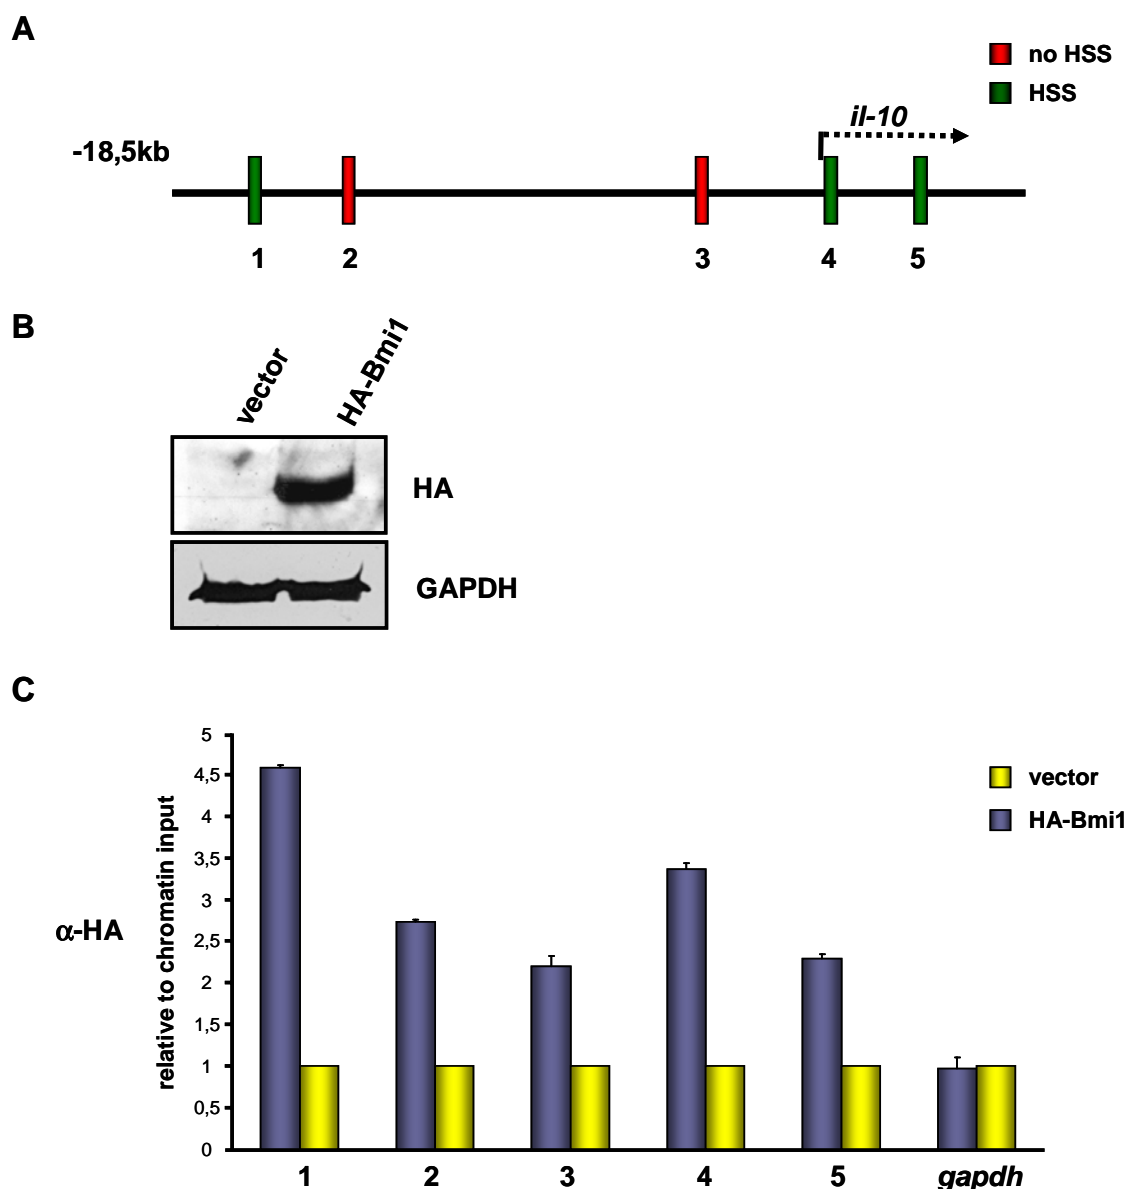 A
no HSS
HSS
il-10
-18,5kb
1 2 3 4 5
B
vector
HA-Bmi1
HA
GAPDH
C
5
4,5
4
3,5
3
2,5
2
1,5
1
0,5
0
relative to chromatin input
α-HA
vector
HA-Bmi1
1 2 3 4 5 gapdh